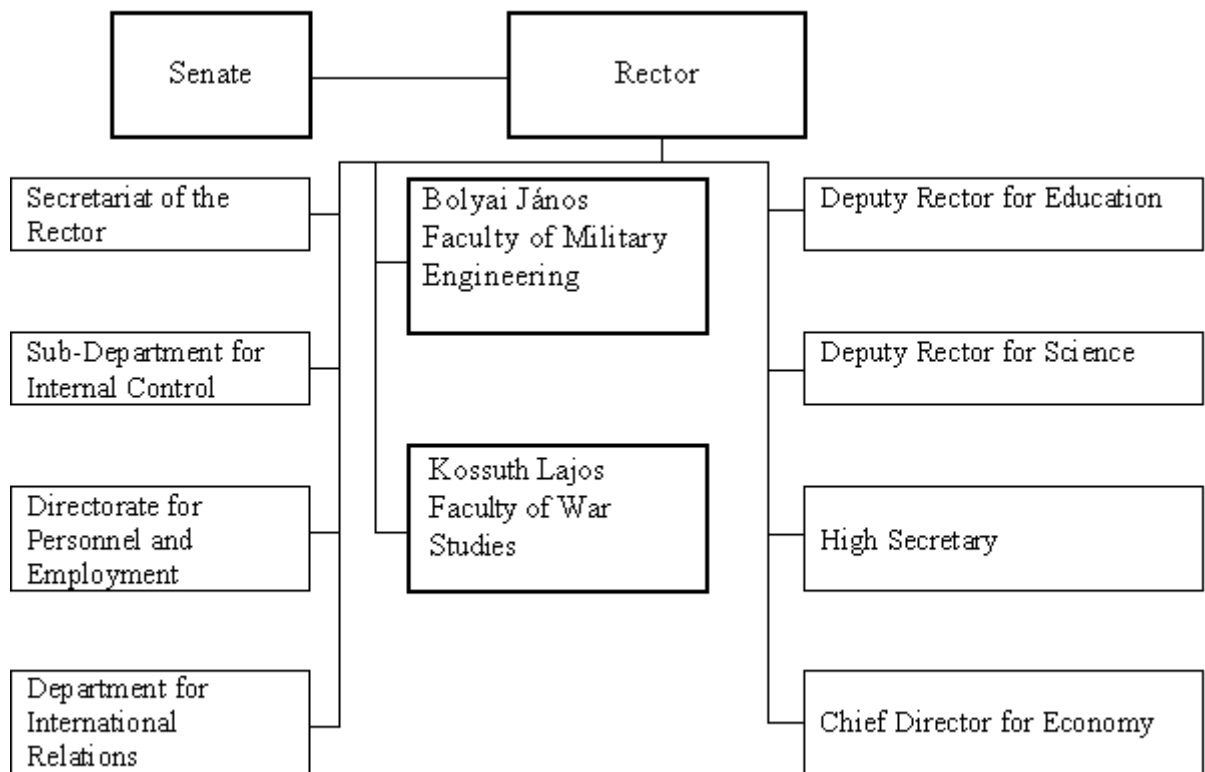 Senate
Rector
Secretariat of the
Rector
Bolyai János
Faculty of Military
Engineering
Deputy Rector for Education
Sub-Department for
Internal Control
Deputy Rector for Science
Kossuth Lajos
Faculty of War
Studies
Directorate for
Personnel and
Employment
High Secretary
Department for
International
Relations
Chief Director for Economy